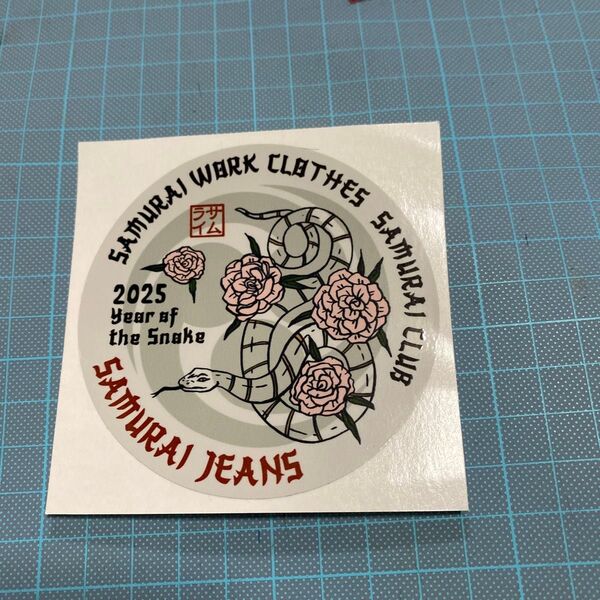 SAMURAI WORK CLOTHES SAMURAI CLUB
サム
ライ
2025
Year of
the Snake
SAMURAI JEANS